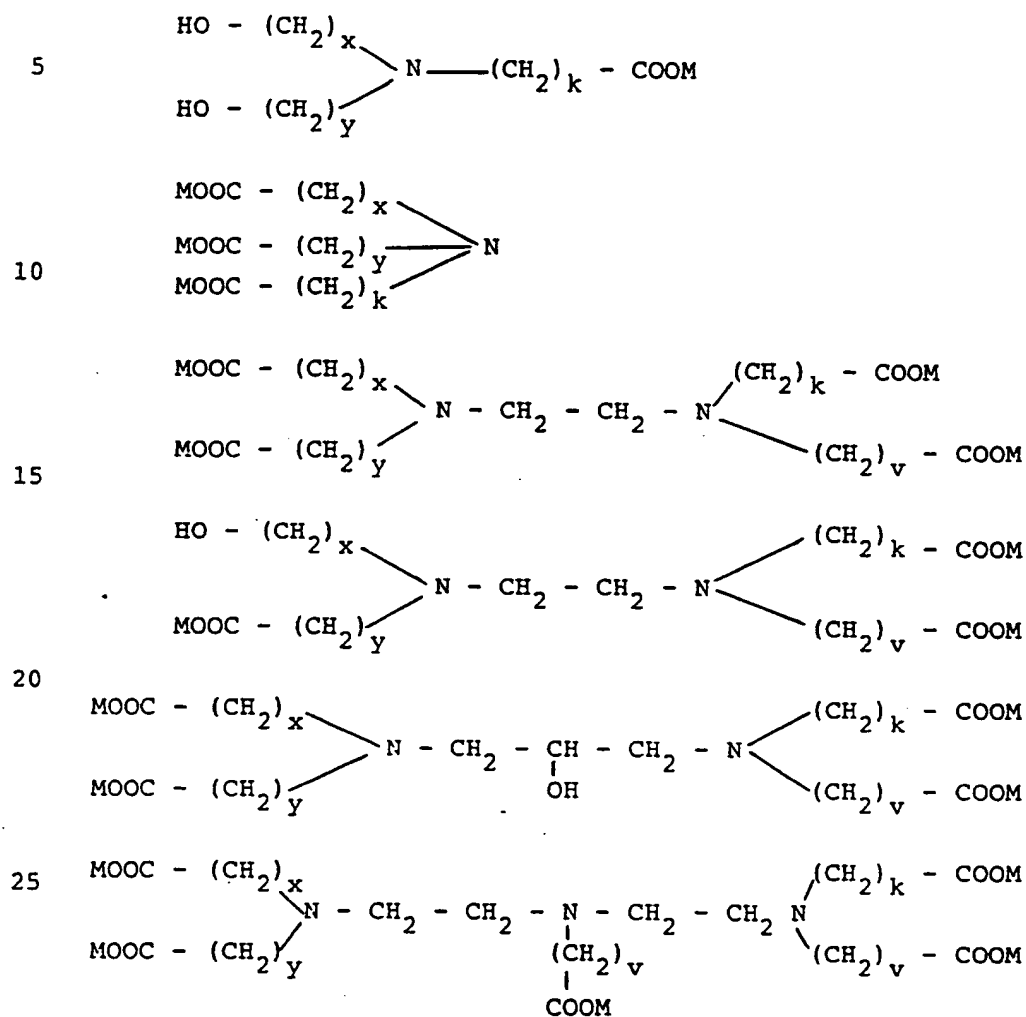 HO - (CH2)x
5 N - (CH2)k - COOM
HO - (CH2)y
MOOC - (CH2)x
MOOC - (CH2)y N
10
MOOC - (CH2)k
MOOC - (CH2)x (CH2)k - COOM
N - CH2 - CH2 - N
MOOC - (CH2)y (CH2)v - COOM
15
HO - (CH2)x (CH2)k - COOM
N - CH2 - CH2 - N
MOOC - (CH2)y (CH2)v - COOM
20
MOOC - (CH2)x (CH2)k - COOM
N - CH2 - CH - CH2 - N
OH
MOOC - (CH2)y (CH2)v - COOM
25 MOOC - (CH2)x (CH2)k - COOM
N - CH2 - CH2 - N - CH2 - CH2 N
MOOC - (CH2)y (CH2)v (CH2)v - COOM
COOM